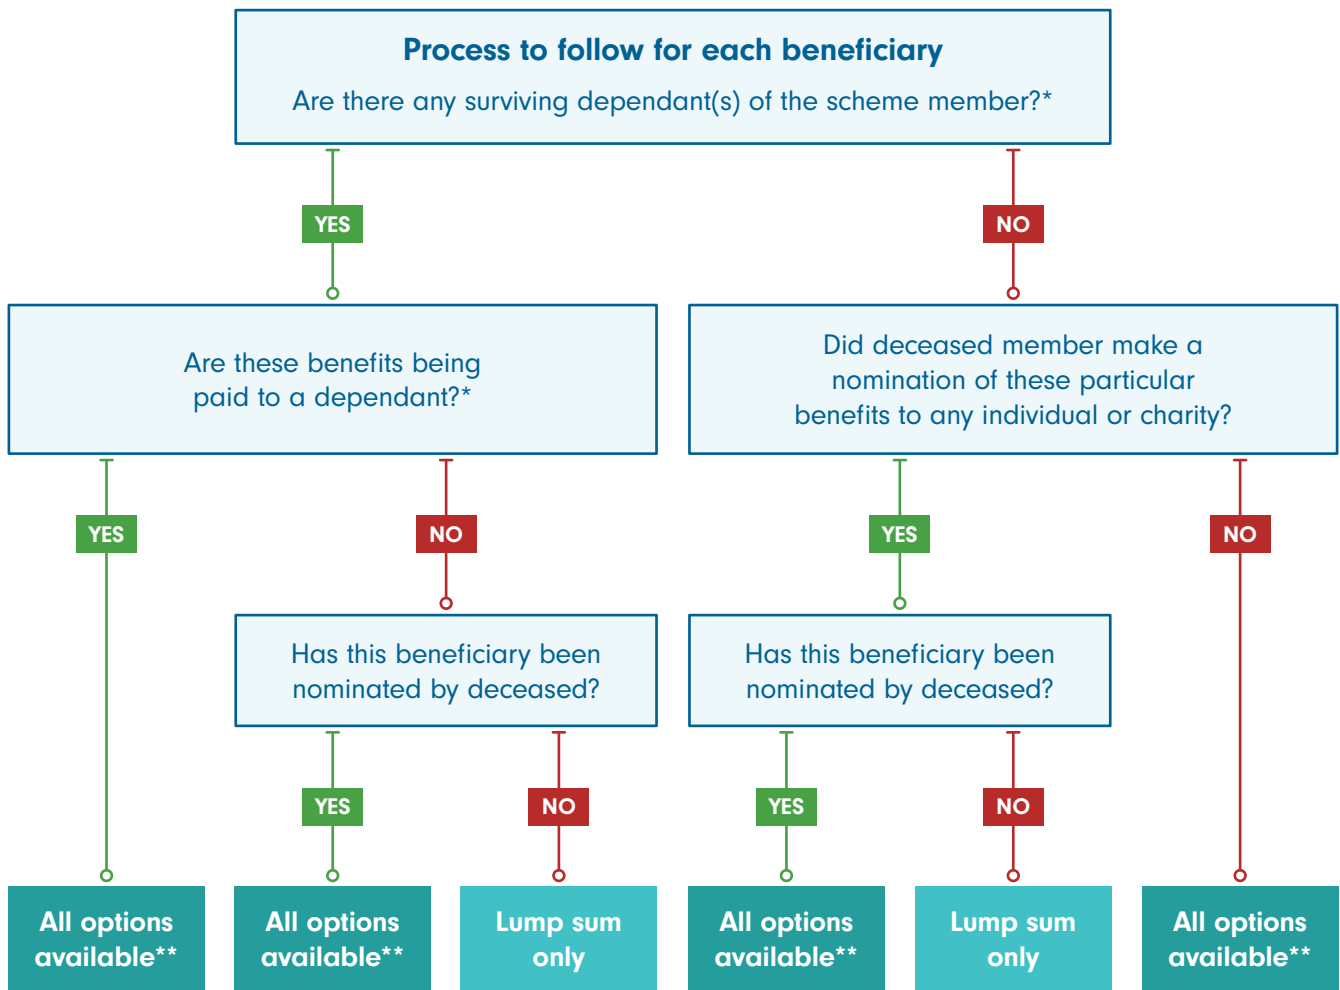 Process to follow for each beneficiary
Are there any surviving dependant(s) of the scheme member?*
YES
NO
Are these benefits being
paid to a dependant?*
Did deceased member make a
nomination of these particular
benefits to any individual or charity?
YES
NO
YES
NO
Has this beneficiary been
nominated by deceased?
Has this beneficiary been
nominated by deceased?
YES
NO
YES
NO
All options
available**
All options
available**
Lump sum
only
All options
available**
Lump sum
only
All options
available**